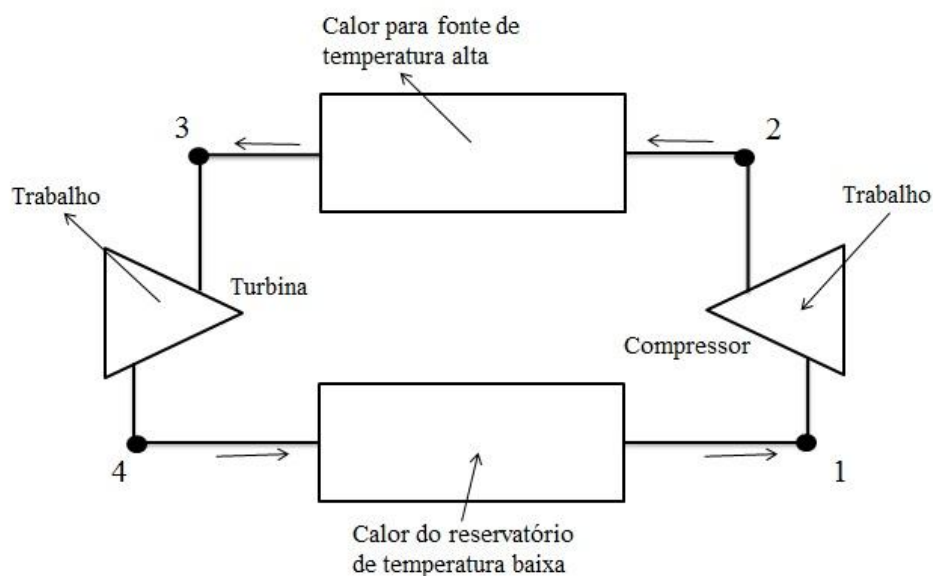 Calor para fonte de
temperatura alta
3
2
Trabalho
Trabalho
Turbina
Compressor
4
1
Calor do reservatório
de temperatura baixa